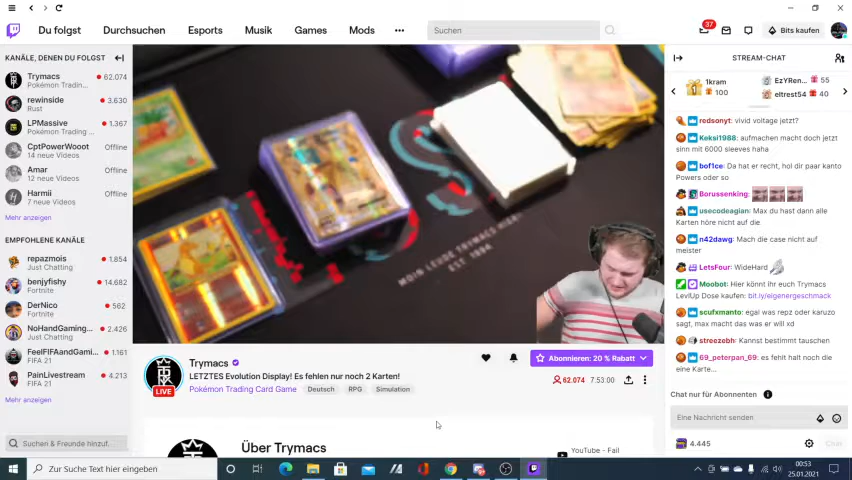 Du folgst
Durchsuchen
Esports
Musik
Games
Mods
Suchen
37
Bits kaufen
KANÄLE, DENEN DU FOLGST
Trymacs
62.074
Pokémon Tradin...
rewinside
3.630
Rust
LPMassive
1.367
Pokémon Trading ...
CptPowerWooot
Offline
14 neue Videos
Amar
Offline
12 neue Videos
Harmii
Offline
7 neue Videos
Mehr anzeigen
EMPFOHLENE KANÄLE
repazmois
1.854
Just Chatting
benjyfishy
14.682
Fortnite
DerNico
562
Fortnite
NoHandGaming...
2.426
Just Chatting
FeelFIFAandGami...
1.161
FIFA 21
PainLivestream
4.213
FIFA 21
Mehr anzeigen
Suchen & Freunde hinzuf.
MOIN LEUDE TRYMACS HIER
EST. 1994
LIVE
Trymacs
LETZTES Evolution Display! Es fehlen nur noch 2 Karten!
Pokémon Trading Card Game
Deutsch
RPG
Simulation
Abonnieren: 20 % Rabatt
62.074
7:53:00
Über Trymacs
YouTube - Fail
STREAM-CHAT
1
1kram
100
EzYRen...
55
eltrest54
40
redsonyt: vivid voltage jetzt?
Keksi1988: aufmachen macht doch jetzt
sinn mit 6000 sleeves haha
bof1ce: Da hat er recht, hol dir paar kanto
Powers oder so
Borussenking:
usecodeagian: Max du hast dann alle
Karten höre nicht auf die
n42dawg: Mach die case nicht auf
meister
LetsFour: WideHard
Moobot: Hier könnt ihr euch Trymacs
LevlUp Dose kaufen: bit.ly/eigenergeschmack
scufxmanto: egal was repz oder karuzo
sagt, max macht das was er will xd
streezebh: Kannst bestimmt tauschen
69_peterpan_69: es fehlt halt noch die
eine Karte...
Chat nur für Abonnenten
Eine Nachricht senden
4.445
Chat
Zur Suche Text hier eingeben
00:53
25.01.2021